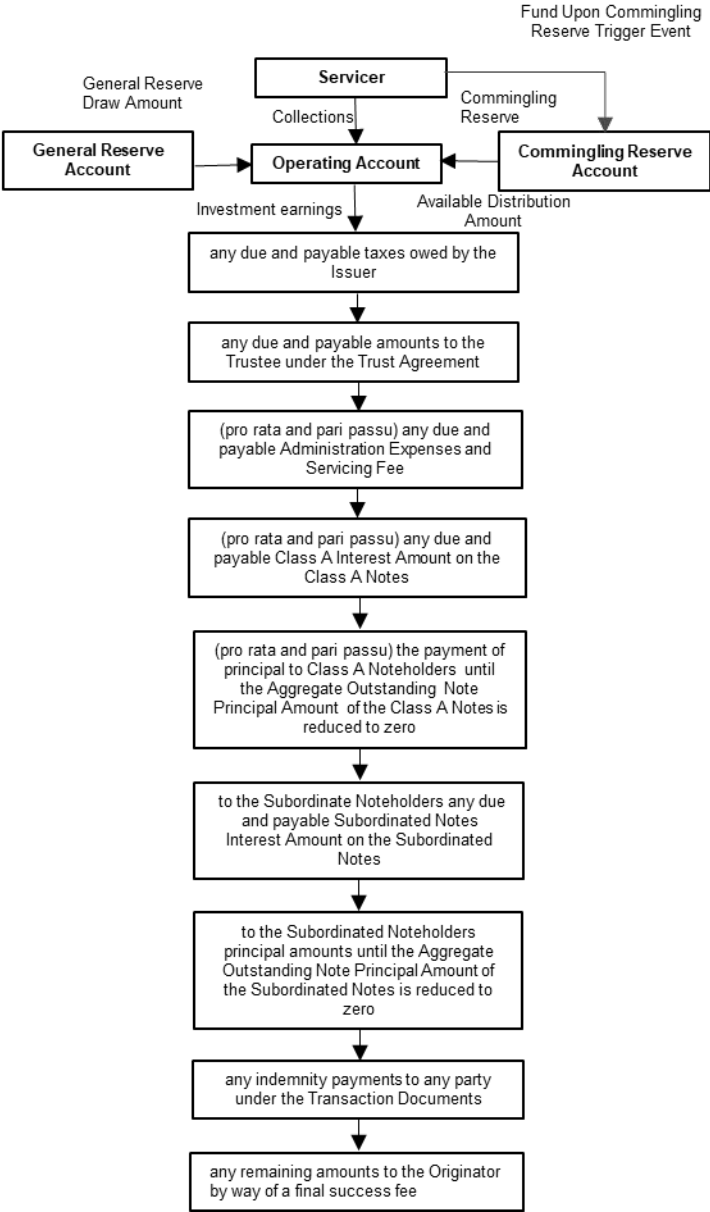 Fund Upon Commingling
Reserve Trigger Event
Servicer
General Reserve
Draw Amount
Collections
Commingling
Reserve
General Reserve
Account
Operating Account
Commingling Reserve
Account
Investment earnings
Available Distribution
Amount
any due and payable taxes owed by the
Issuer
any due and payable amounts to the
Trustee under the Trust Agreement
(pro rata and pari passu) any due and
payable Administration Expenses and
Servicing Fee
(pro rata and pari passu) any due and
payable Class A Interest Amount on the
Class A Notes
(pro rata and pari passu) the payment of
principal to Class A Noteholders until
the Aggregate Outstanding Note
Principal Amount of the Class A Notes is
reduced to zero
to the Subordinate Noteholders any due
and payable Subordinated Notes
Interest Amount on the Subordinated
Notes
to the Subordinated Noteholders
principal amounts until the Aggregate
Outstanding Note Principal Amount of
the Subordinated Notes is reduced to
zero
any indemnity payments to any party
under the Transaction Documents
any remaining amounts to the Originator
by way of a final success fee